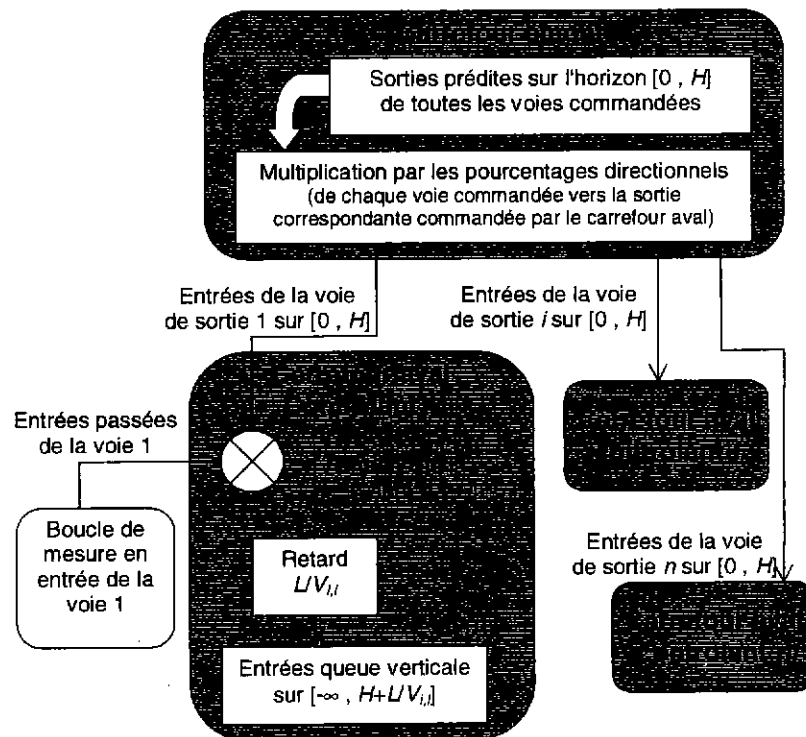 Sorties prédites sur l'horizon [0 , H]
de toutes les voies commandées
Multiplication par les pourcentages directionnels
(de chaque voie commandée vers la sortie
correspondante commandée par le carrefour aval)
Entrées de la voie
de sortie 1 sur [0 , H]
Entrées de la voie
de sortie i sur [0 , H]
Entrées passées
de la voie 1
Boucle de
mesure en
entrée de la
voie 1
Retard
L/V_{i,l}
Entrées de la voie
de sortie n sur [0 , H]
Entrées queue verticale
sur [-∞ , H+L/V_{i,l}]